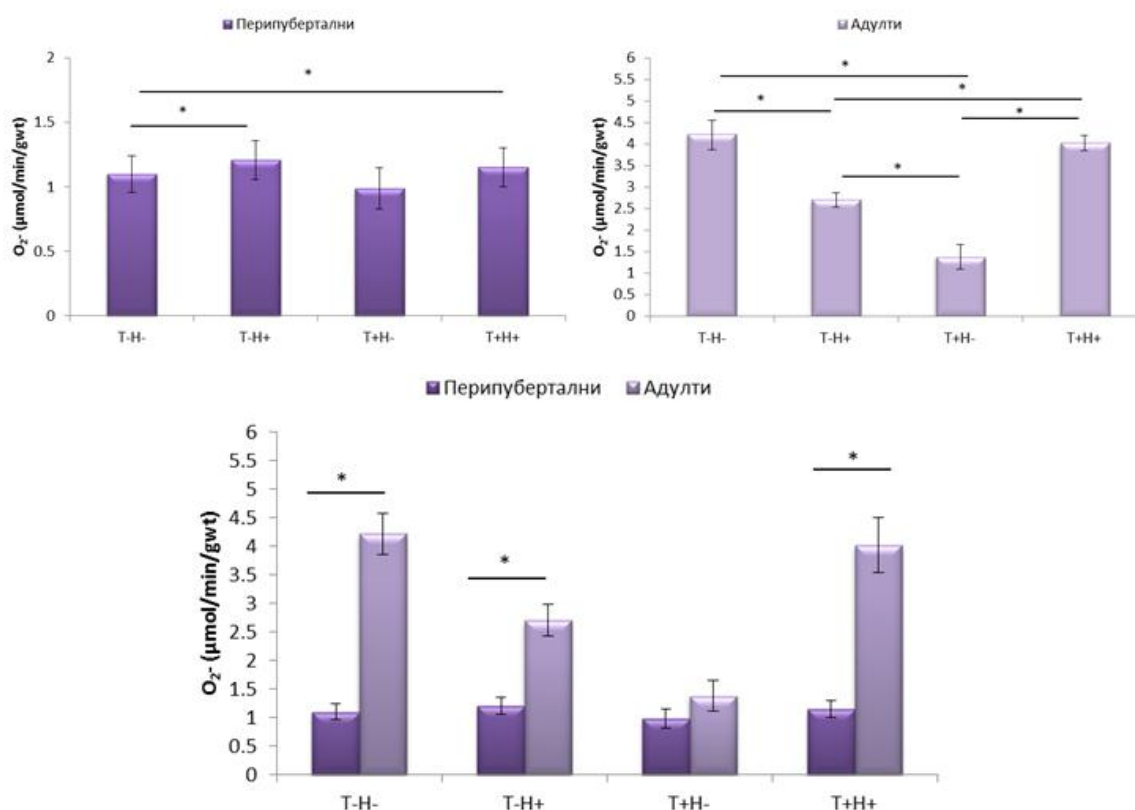 Перипубертални
O₂- (µmol/min/gwt)
2
1.5
1
0.5
0
*
*
T-H-
T-H+
T+H-
T+H+
Адулти
O₂- (µmol/min/gwt)
6
5.5
5
4.5
4
3.5
3
2.5
2
1.5
1
0.5
0
*
*
*
*
*
T-H-
T-H+
T+H-
T+H+
Перипубертални Адулти
O₂- (µmol/min/gwt)
6
5.5
5
4.5
4
3.5
3
2.5
2
1.5
1
0.5
0
*
*
*
T-H-
T-H+
T+H-
T+H+